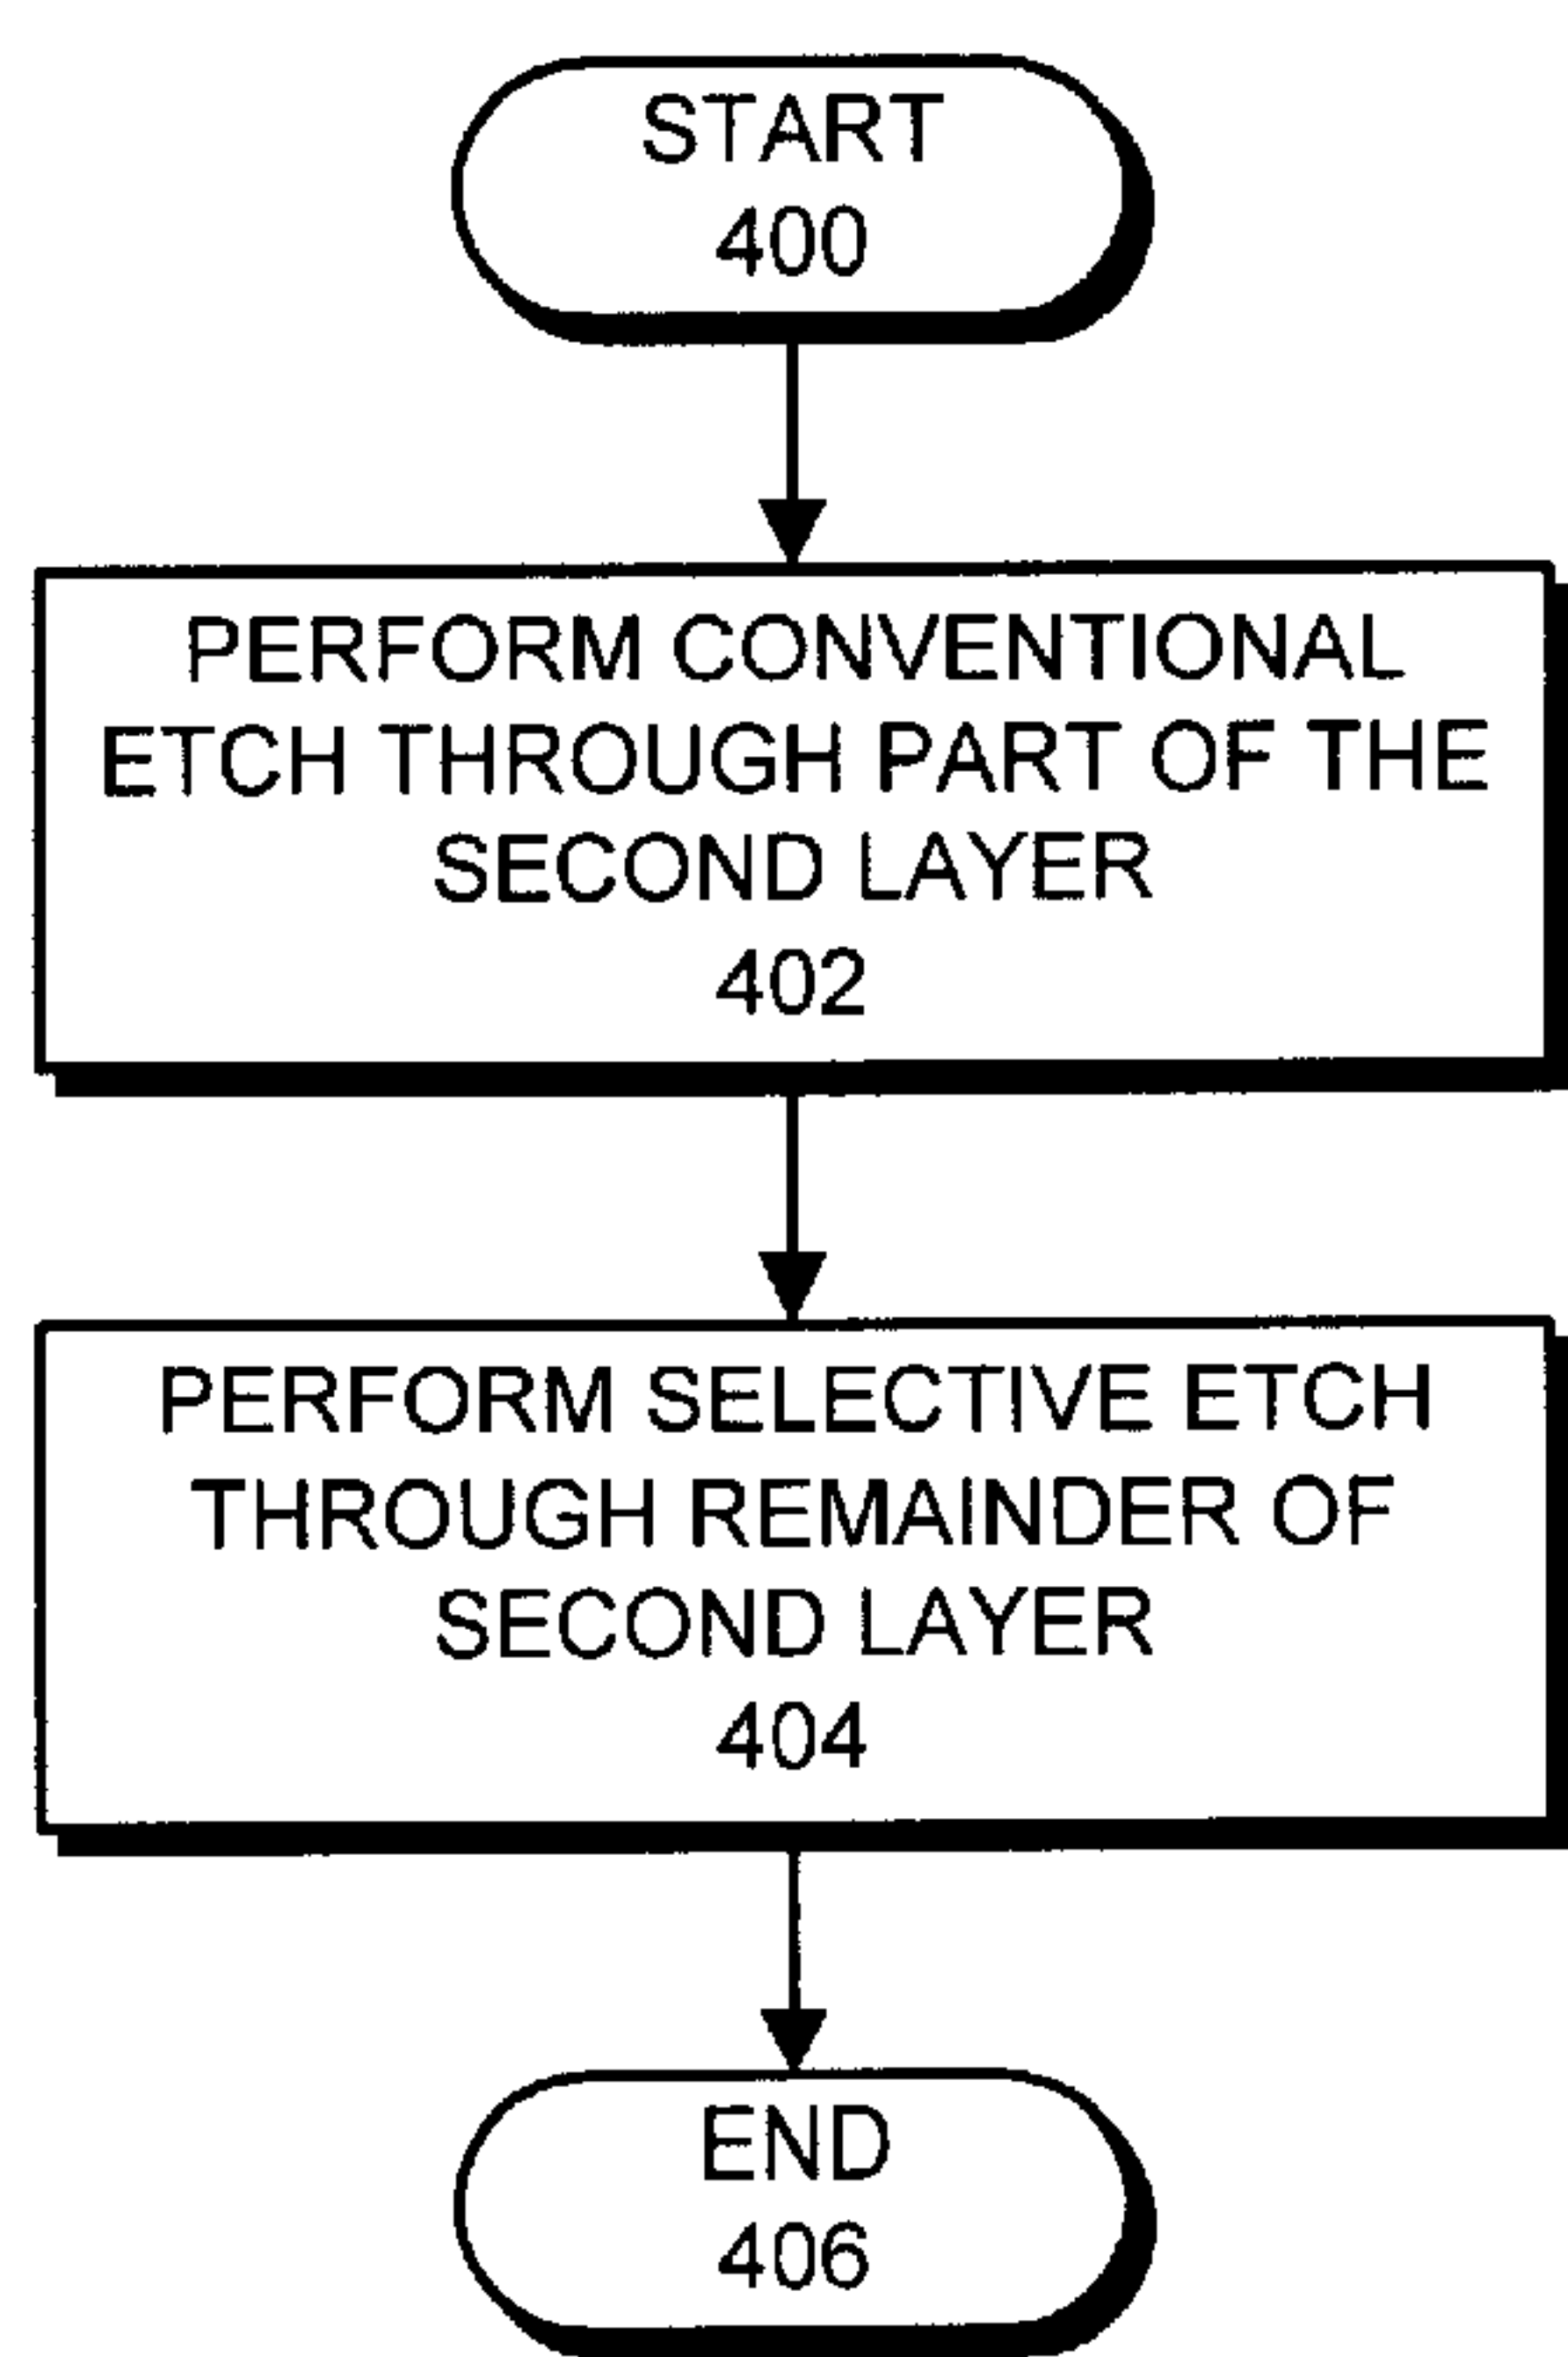 START
400
PERFORM CONVENTIONAL
ETCH THROUGH PART OF THE
SECOND LAYER
402
PERFORM SELECTIVE ETCH
THROUGH REMAINDER OF
SECOND LAYER
404
END
406